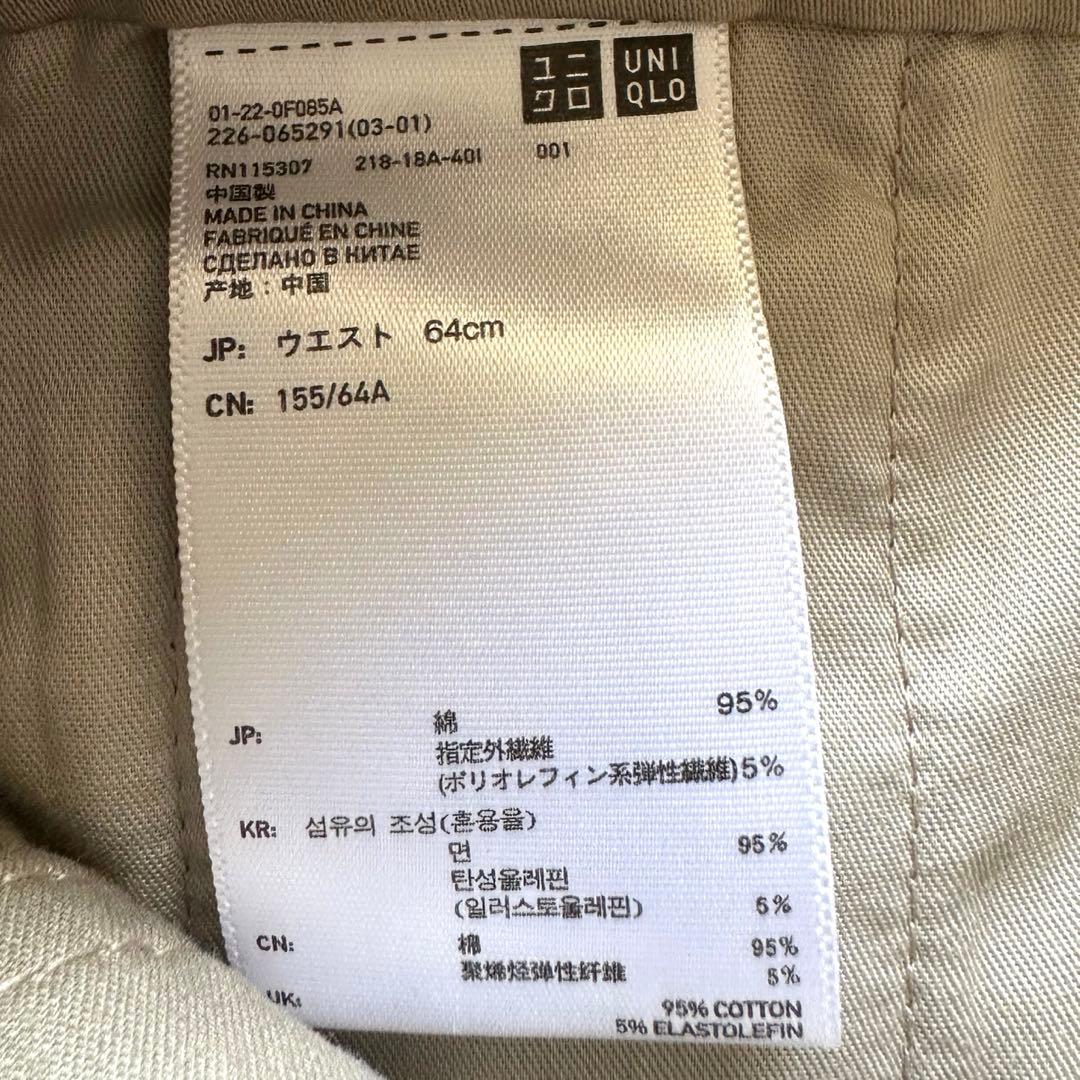 ユニ
クロ
UNI
QLO
01-22-0F085A
226-065291(03-01)
RN115307 218-18A-40I 001
中国製
MADE IN CHINA
FABRIQUÉ EN CHINE
СДЕЛАНО В КИТАЕ
产地：中国
JP: ウエスト 64cm
CN: 155/64A
JP: 綿 95%
指定外繊維
(ポリオレフィン系弾性繊維) 5%
KR: 섬유의 조성(혼용율)
면 95%
탄성올레핀
(일러스토올레핀) 5%
CN: 棉 95%
聚烯烃弹性纤维 5%
UK: 95% COTTON
5% ELASTOLEFIN